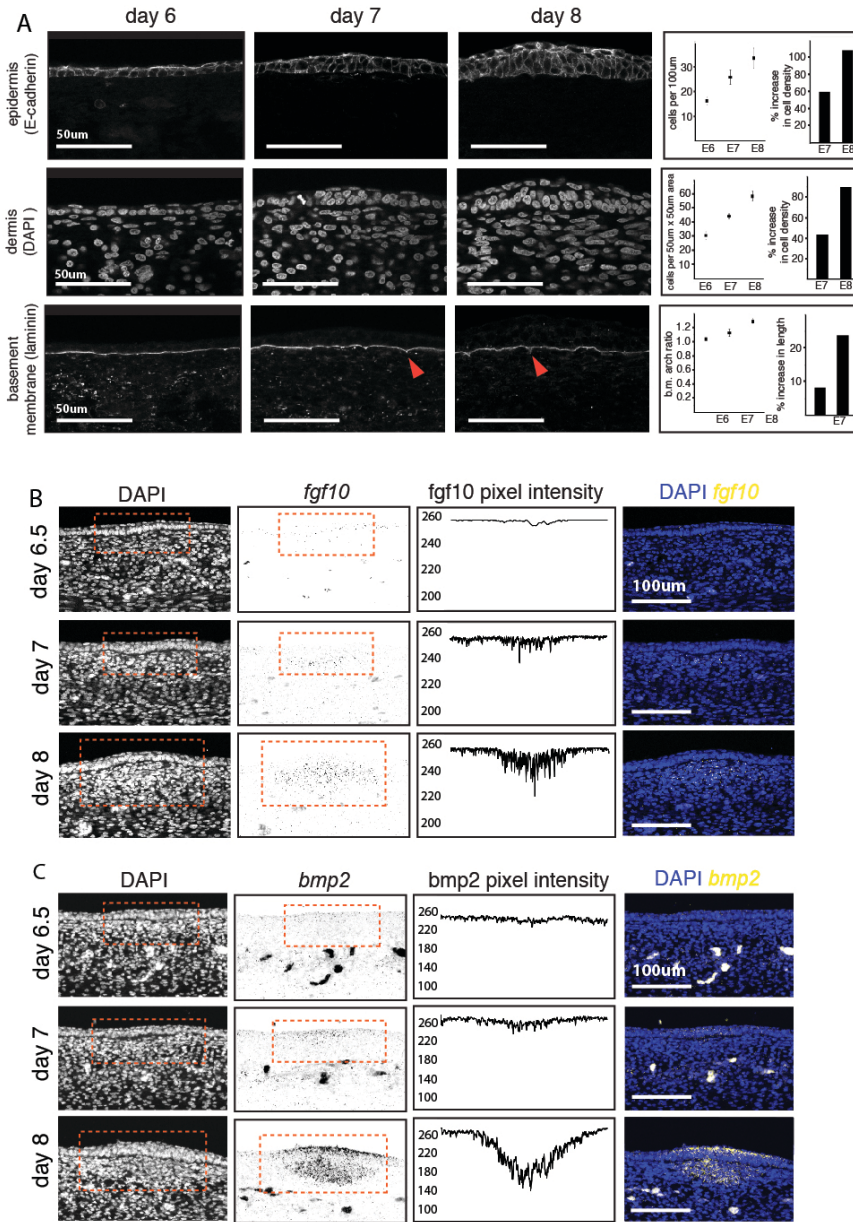 A
day 6 day 7 day 8
epidermis
(E-cadherin)
50um
cells per 100um
30
20
10
E6 E7 E8
% increase
in cell density
120
100
80
60
40
20
E7 E8
dermis
(DAPI)
50um
cells per 50um x 50um area
60
50
40
30
20
10
E6 E7 E8
% increase
in cell density
80
60
40
20
E7 E8
basement
membrane (laminin)
50um
b.m. arch ratio
1.2
1.0
0.8
0.6
0.4
0.2
E6 E7 E8
% increase in length
20
10
E7
B
DAPI fgf10 fgf10 pixel intensity DAPI fgf10
day 6.5
260
240
220
200
100um
day 7
260
240
220
200
day 8
260
240
220
200
C
DAPI bmp2 bmp2 pixel intensity DAPI bmp2
day 6.5
260
220
180
140
100
100um
day 7
260
220
180
140
100
day 8
260
220
180
140
100